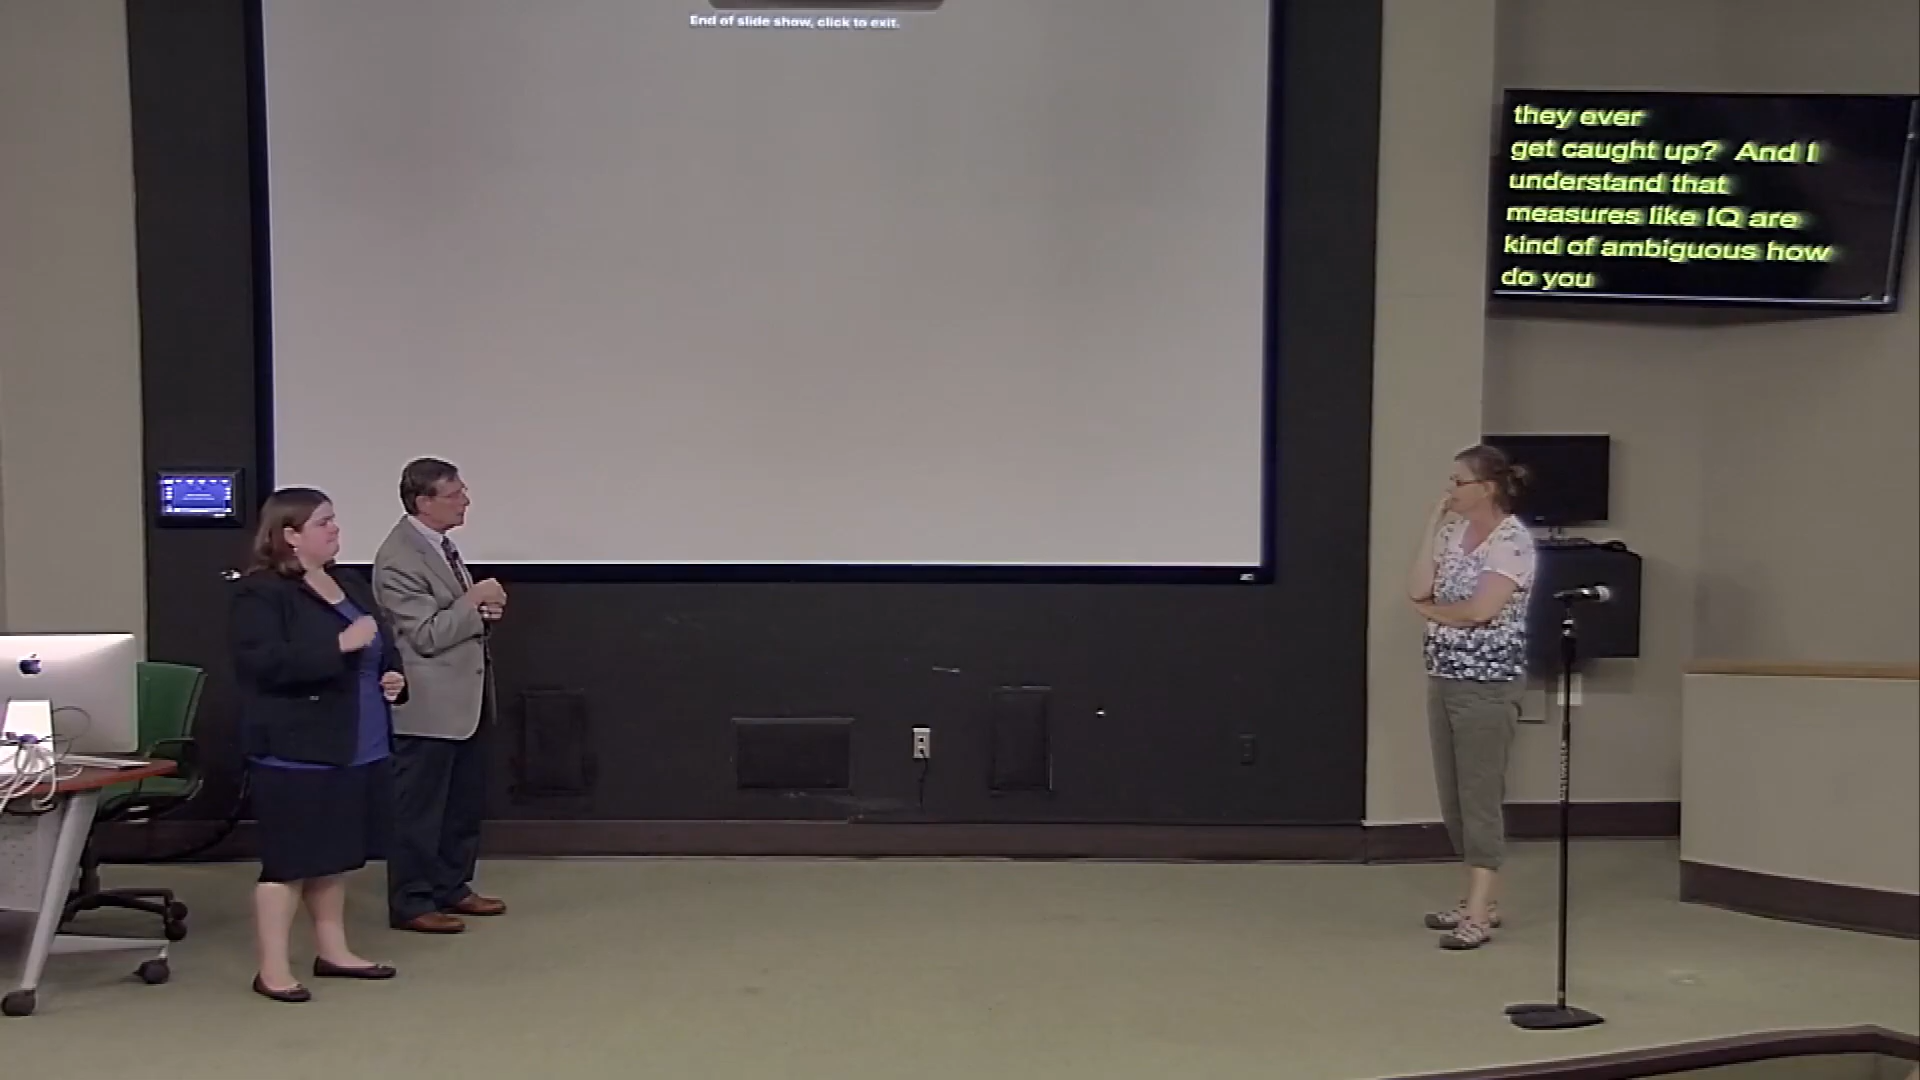 End of slide show, click to exit.
they ever
get caught up?  And I
understand that
measures like IQ are
kind of ambiguous how
do you